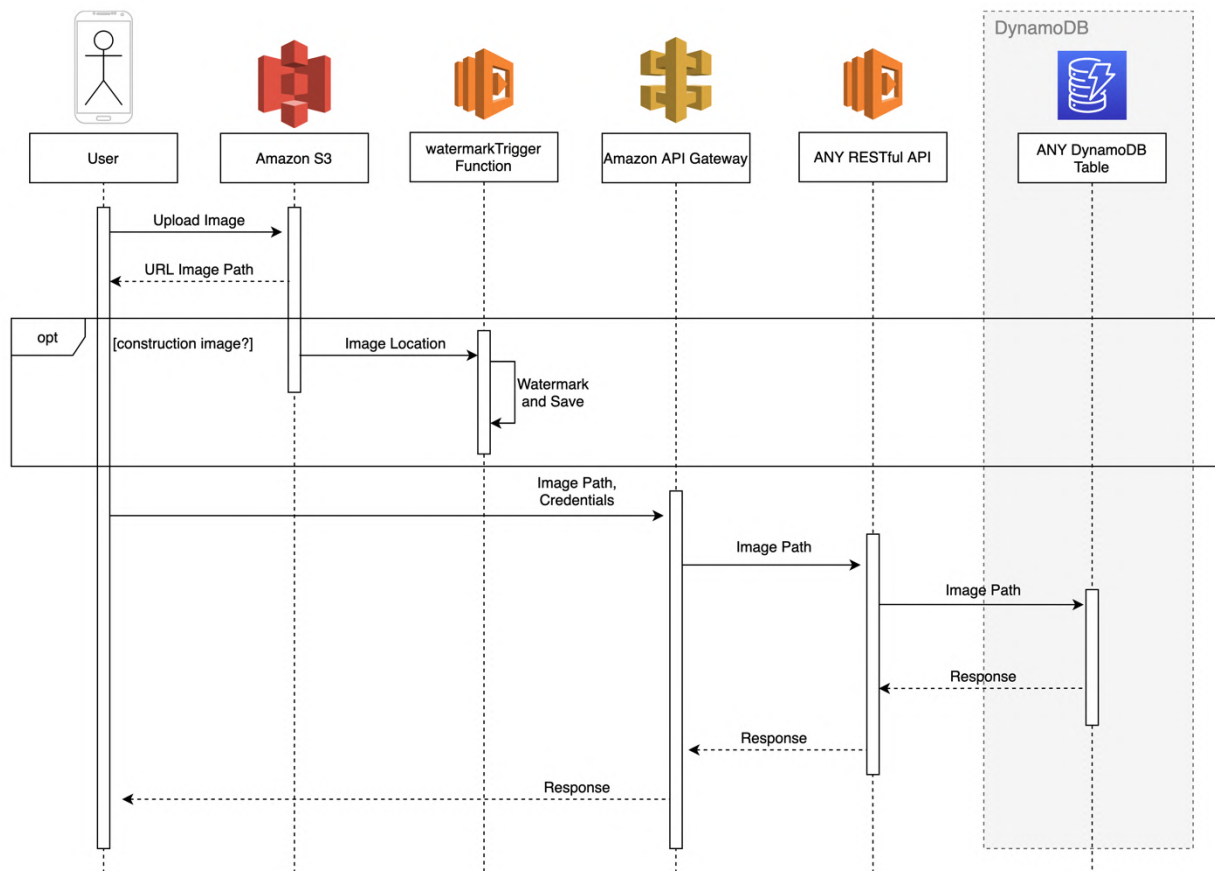 DynamoDB
User
Amazon S3
watermarkTrigger
Function
Amazon API Gateway
ANY RESTful API
ANY DynamoDB
Table
Upload Image
URL Image Path
opt
[construction image?]
Image Location
Watermark
and Save
Image Path,
Credentials
Image Path
Image Path
Response
Response
Response